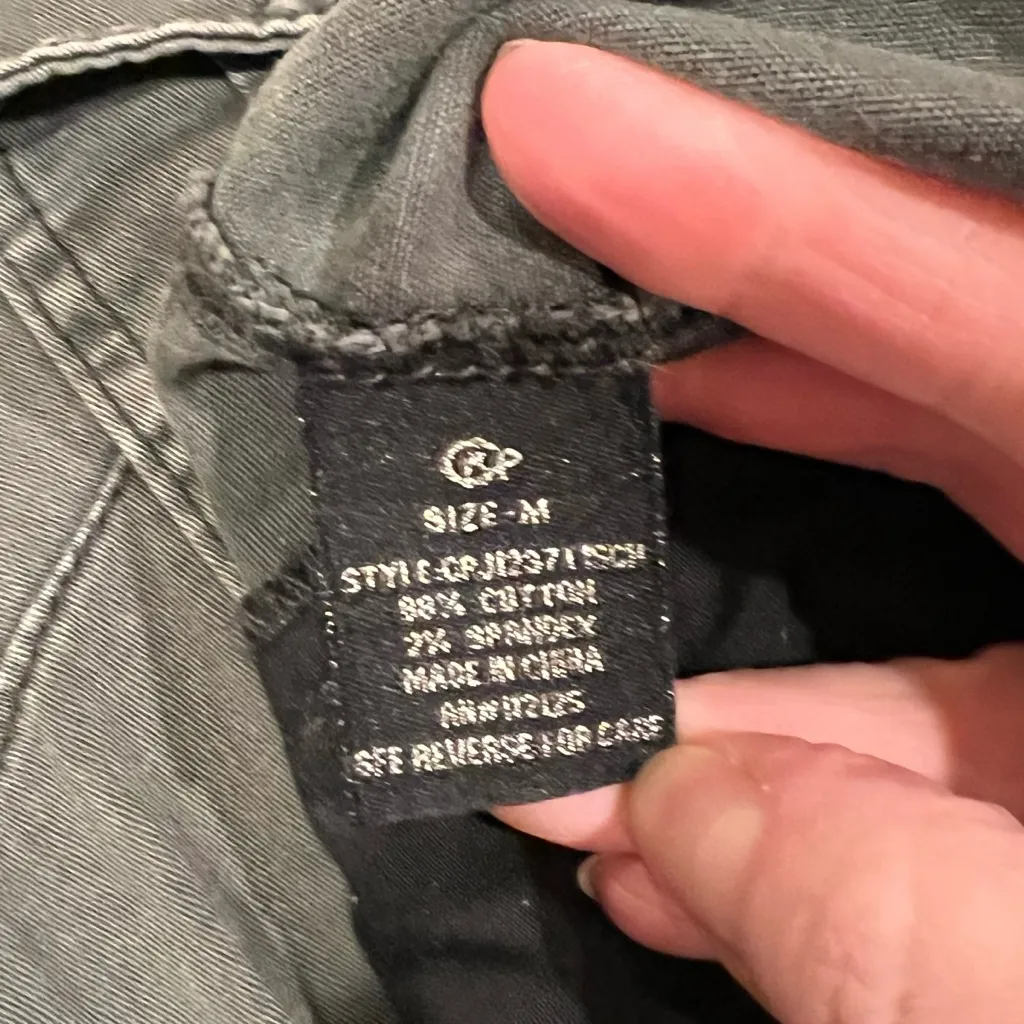 SIZE-M
98% COTTON
2% SPANDEX
MADE IN CHINA
SEE REVERSE FOR CARE